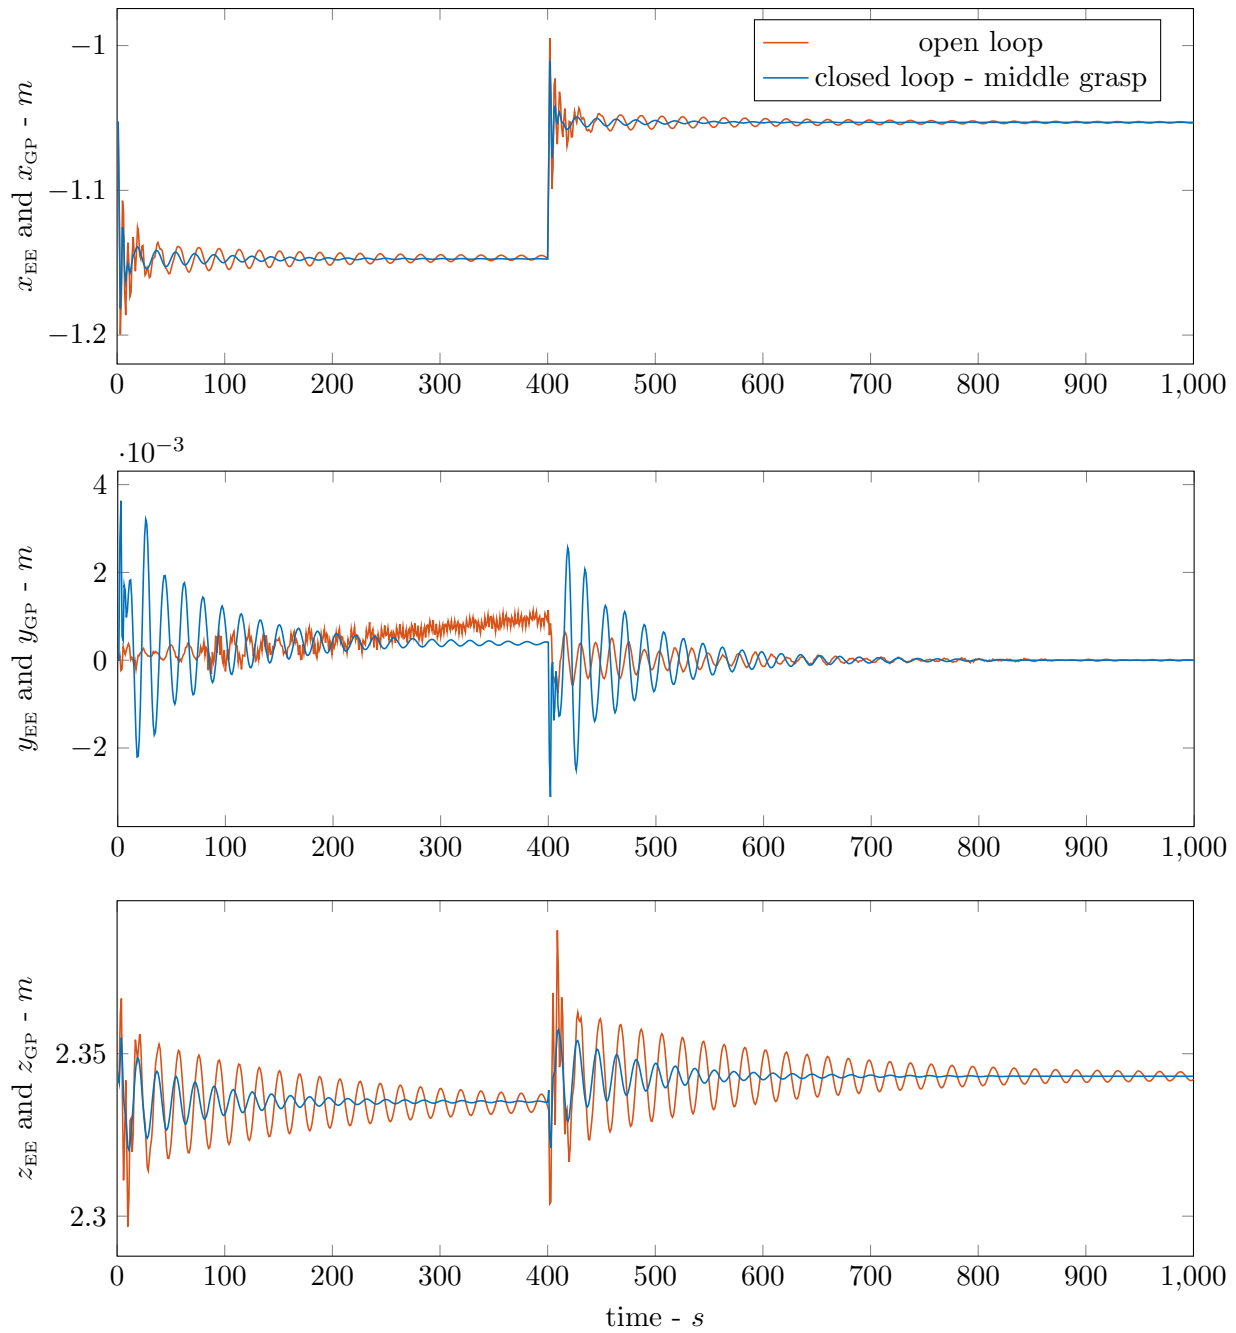 open loop
closed loop - middle grasp
−1
−1.1
−1.2
x_EE and x_GP - m
0 100 200 300 400 500 600 700 800 900 1,000
·10⁻³
4
2
0
−2
y_EE and y_GP - m
0 100 200 300 400 500 600 700 800 900 1,000
2.35
2.3
z_EE and z_GP - m
0 100 200 300 400 500 600 700 800 900 1,000
time - s